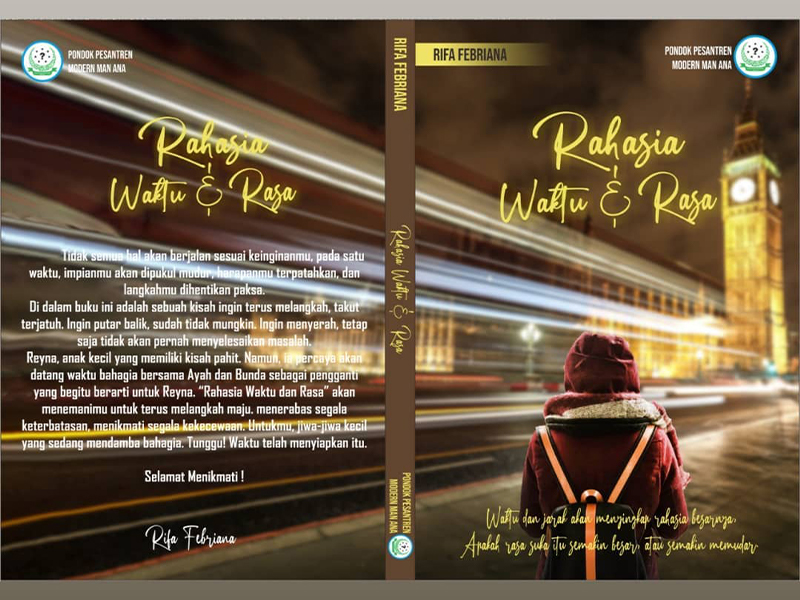 PONDOK PESANTREN
MODERN MAN ANA
Rahasia
Waktu & Rasa
Tidak semua hal akan berjalan sesuai keinginanmu, pada satu
waktu, impianmu akan dipukul mudur, harapanmu terpatahkan, dan
langkahmu dihentikan paksa.
Di dalam buku ini adalah sebuah kisah ingin terus melangkah, takut
terjatuh. Ingin putar balik, sudah tidak mungkin. Ingin menyerah, tetap
saja tidak akan pernah menyelesaikan masalah.
Reyna, anak kecil yang memiliki kisah pahit. Namun, ia percaya akan
datang waktu bahagia bersama Ayah dan Bunda sebagai pengganti
yang begitu berarti untuk Reyna. “Rahasia Waktu dan Rasa” akan
menemanimu untuk terus melangkah maju. menerabas segala
keterbatasan, menikmati segala kekecewaan. Untukmu, jiwa-jiwa kecil
yang sedang mendamba bahagia. Tunggu! Waktu telah menyiapkan itu.
Selamat Menikmati !
Rifa Febriana
RIFA FEBRIANA
Rahasia Waktu & Rasa
PONDOK PESANTREN
MODERN MAN ANA
RIFA FEBRIANA
PONDOK PESANTREN
MODERN MAN ANA
Rahasia
Waktu & Rasa
Waktu dan jarak akan menyingkap rahasia besarnya.
Apakah rasa suka itu semakin besar, atau semakin memudar.